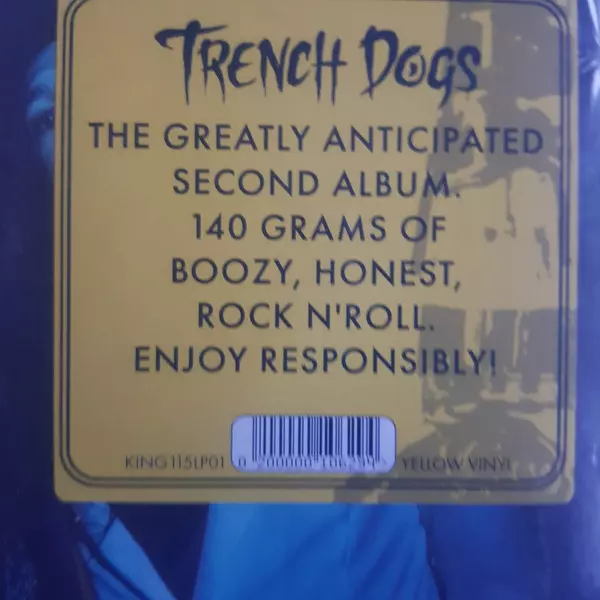 TRENCH DOGS
THE GREATLY ANTICIPATED
SECOND ALBUM.
140 GRAMS OF
BOOZY, HONEST,
ROCK N'ROLL.
ENJOY RESPONSIBLY!
KING115LP01 YELLOW VINYL